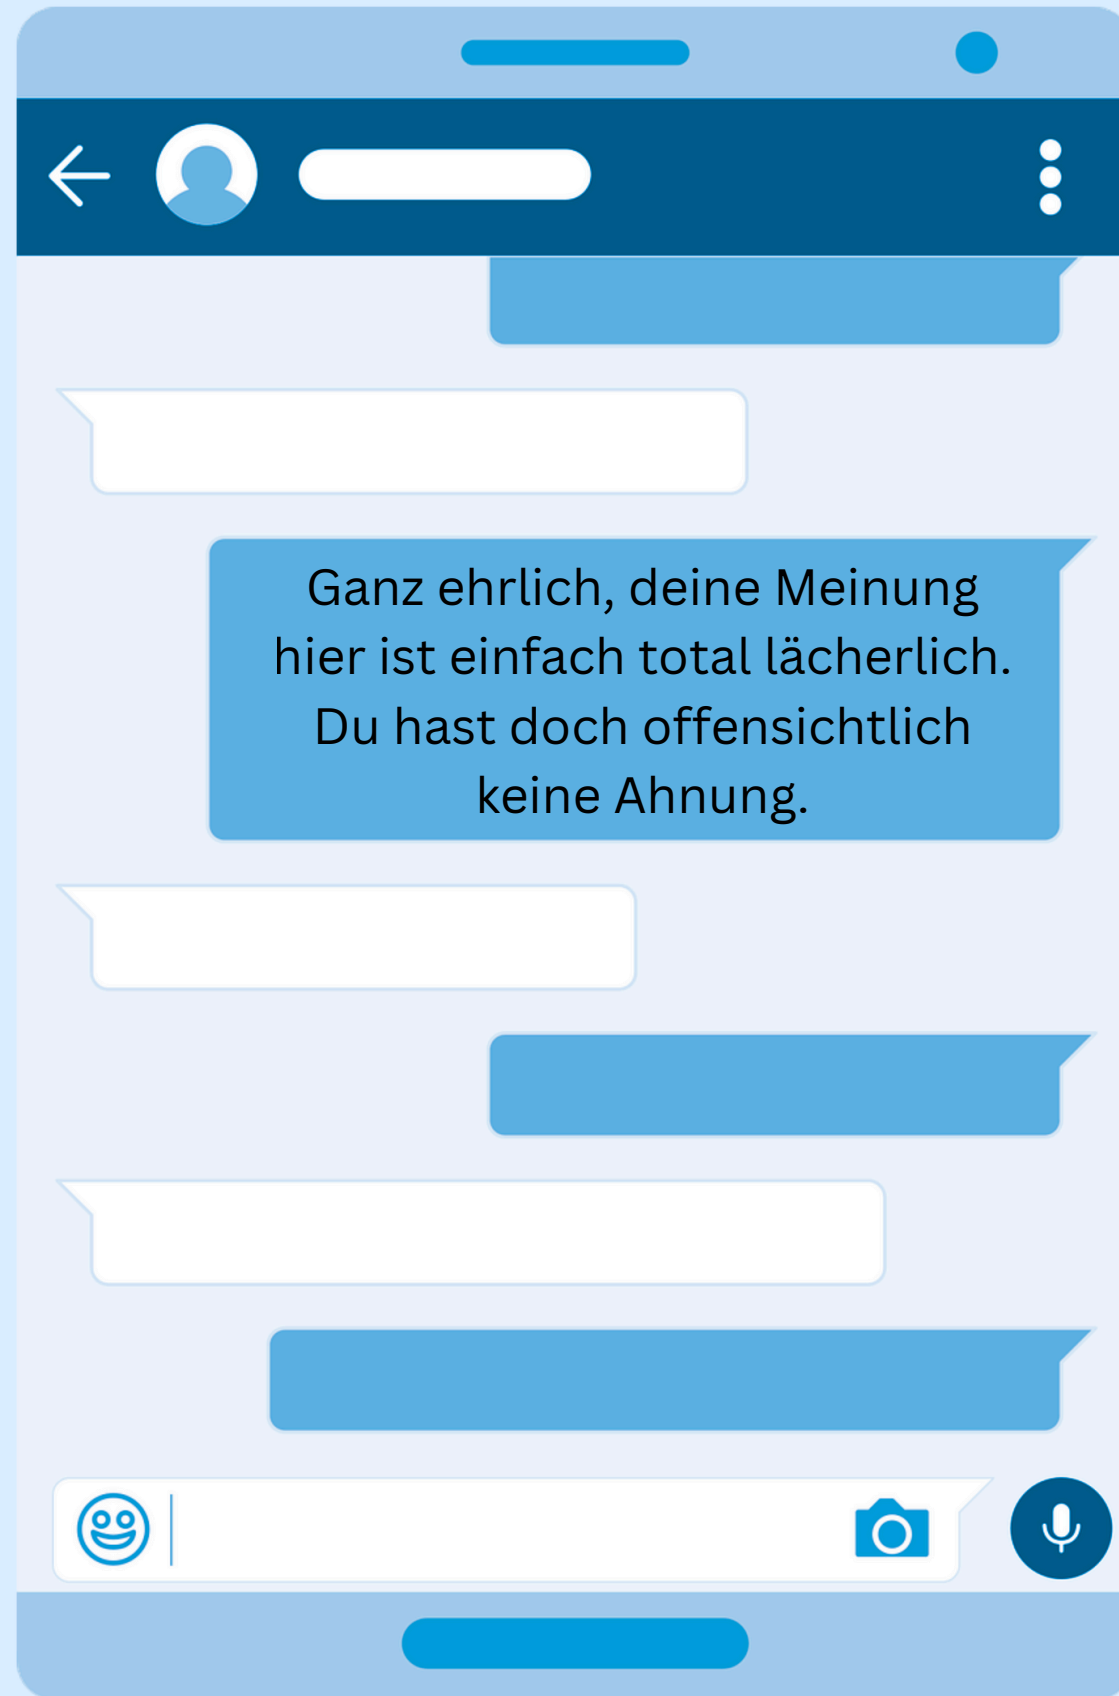 Ganz ehrlich, deine Meinung
hier ist einfach total lächerlich.
Du hast doch offensichtlich
keine Ahnung.